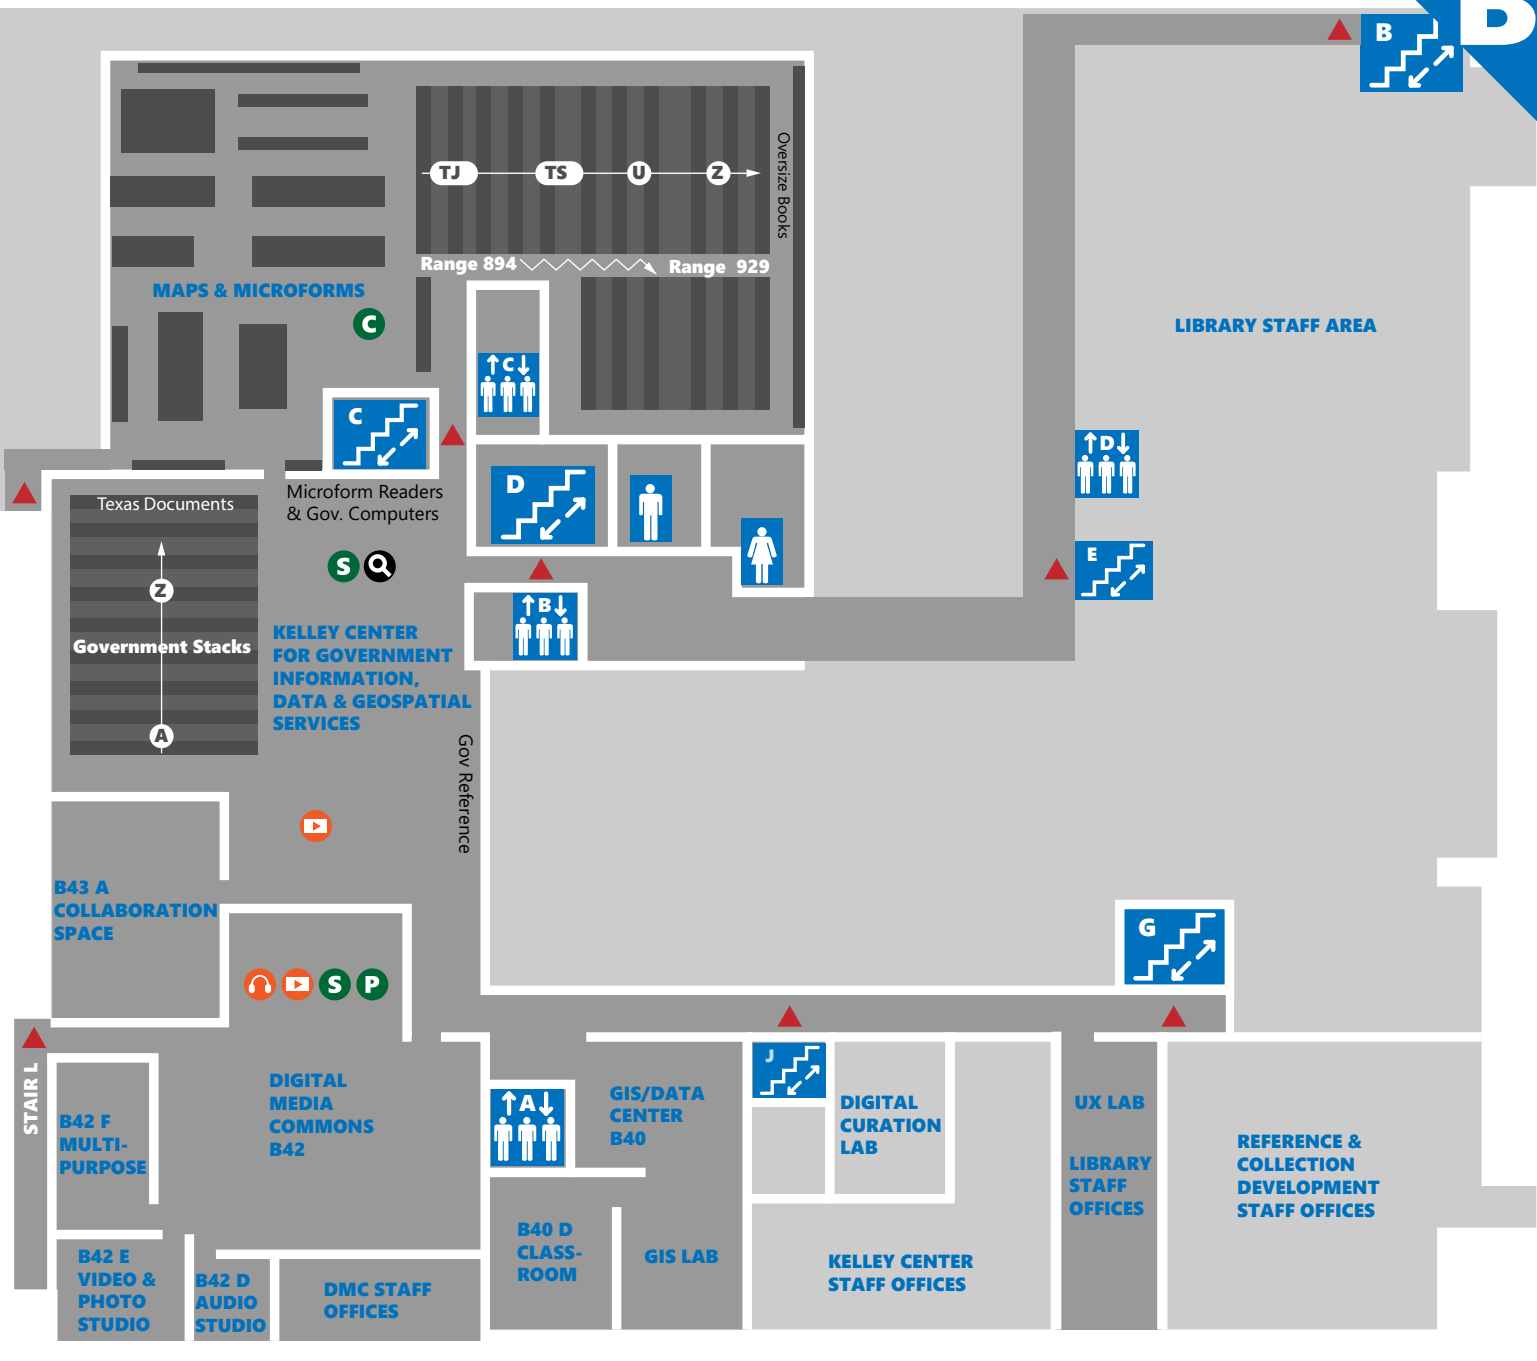 B
B
TJ
TS
U
Z
Oversize Books
Range 894
Range 929
MAPS & MICROFORMS
C
LIBRARY STAFF AREA
C
C
D
D
Microform Readers
& Gov. Computers
Texas Documents
S
E
Z
B
Government Stacks
A
KELLEY CENTER
FOR GOVERNMENT
INFORMATION,
DATA & GEOSPATIAL
SERVICES
Gov Reference
B43 A
COLLABORATION
SPACE
G
S
P
STAIR L
B42 F
MULTI-
PURPOSE
DIGITAL
MEDIA
COMMONS
B42
A
GIS/DATA
CENTER
B40
J
DIGITAL
CURATION
LAB
UX LAB
LIBRARY
STAFF
OFFICES
REFERENCE &
COLLECTION
DEVELOPMENT
STAFF OFFICES
B42 E
VIDEO &
PHOTO
STUDIO
B42 D
AUDIO
STUDIO
DMC STAFF
OFFICES
B40 D
CLASS-
ROOM
GIS LAB
KELLEY CENTER
STAFF OFFICES